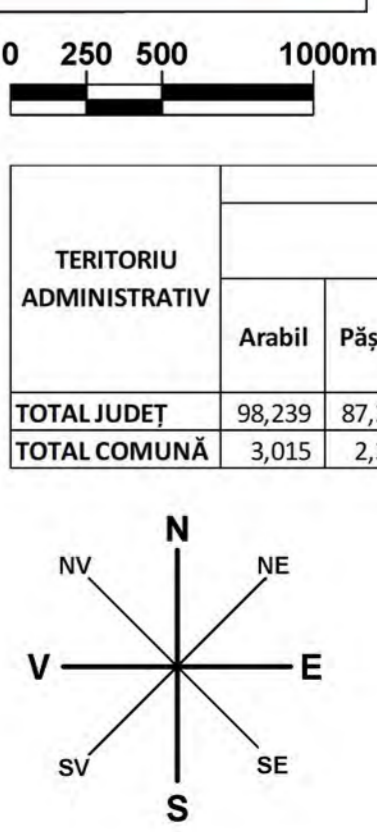 0 250 500 1000m
TERITORIU
ADMINISTRATIV
Arabil
TOTAL JUDEȚ 98,239
TOTAL COMUNĂ 3,015
N
NV NE
V E
SV SE
S